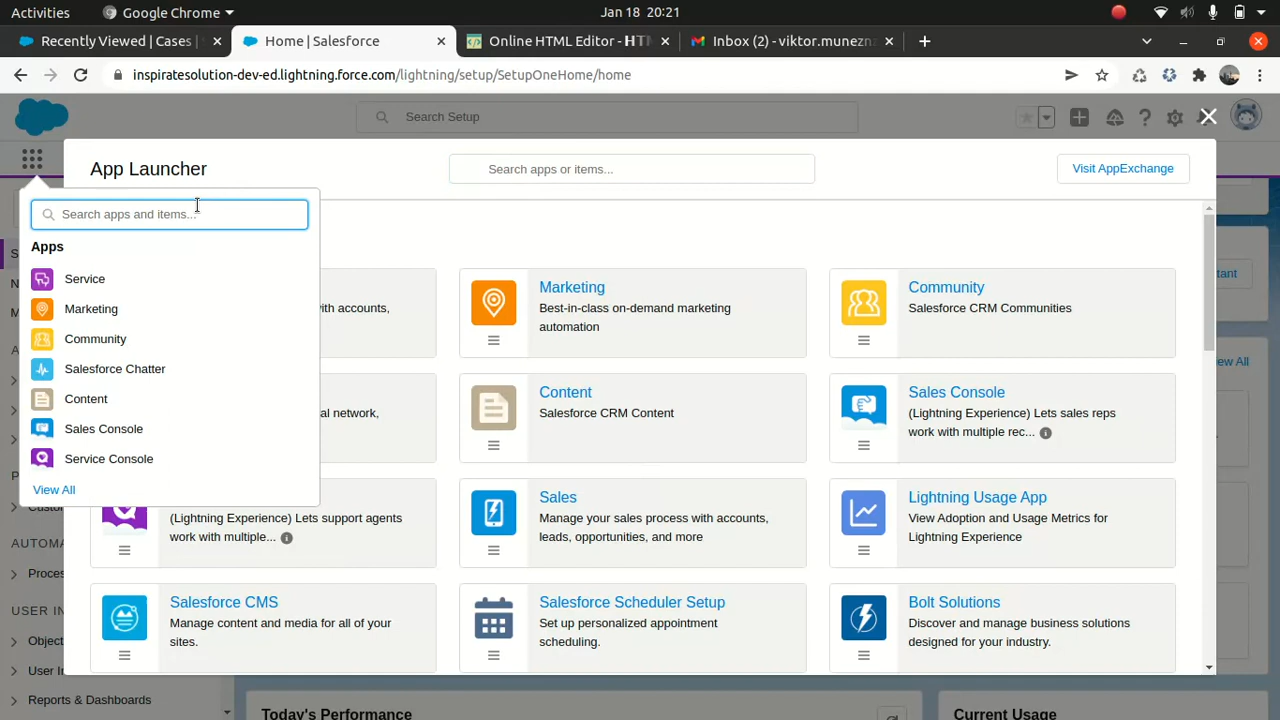 Activities
Google Chrome
Jan 18 20:21
Recently Viewed | Cases |
Home | Salesforce
Online HTML Editor - HTM
Inbox (2) - viktor.munezn
inspiratesolution-dev-ed.lightning.force.com/lightning/setup/SetupOneHome/home
Search Setup
App Launcher
Search apps or items...
Visit AppExchange
Search apps and items...
Apps
Service
Marketing
Community
Salesforce Chatter
Content
Sales Console
Service Console
View All
ith accounts,
Marketing
Best-in-class on-demand marketing
automation
Community
Salesforce CRM Communities
al network,
Content
Salesforce CRM Content
Sales Console
(Lightning Experience) Lets sales reps
work with multiple rec...
(Lightning Experience) Lets support agents
work with multiple...
Sales
Manage your sales process with accounts,
leads, opportunities, and more
Lightning Usage App
View Adoption and Usage Metrics for
Lightning Experience
Salesforce CMS
Manage content and media for all of your
sites.
Salesforce Scheduler Setup
Set up personalized appointment
scheduling.
Bolt Solutions
Discover and manage business solutions
designed for your industry.
AUTOMA
Proces
USER IN
Object
User In
Reports & Dashboards
Today's Performance
Current Usage
tant
ew All